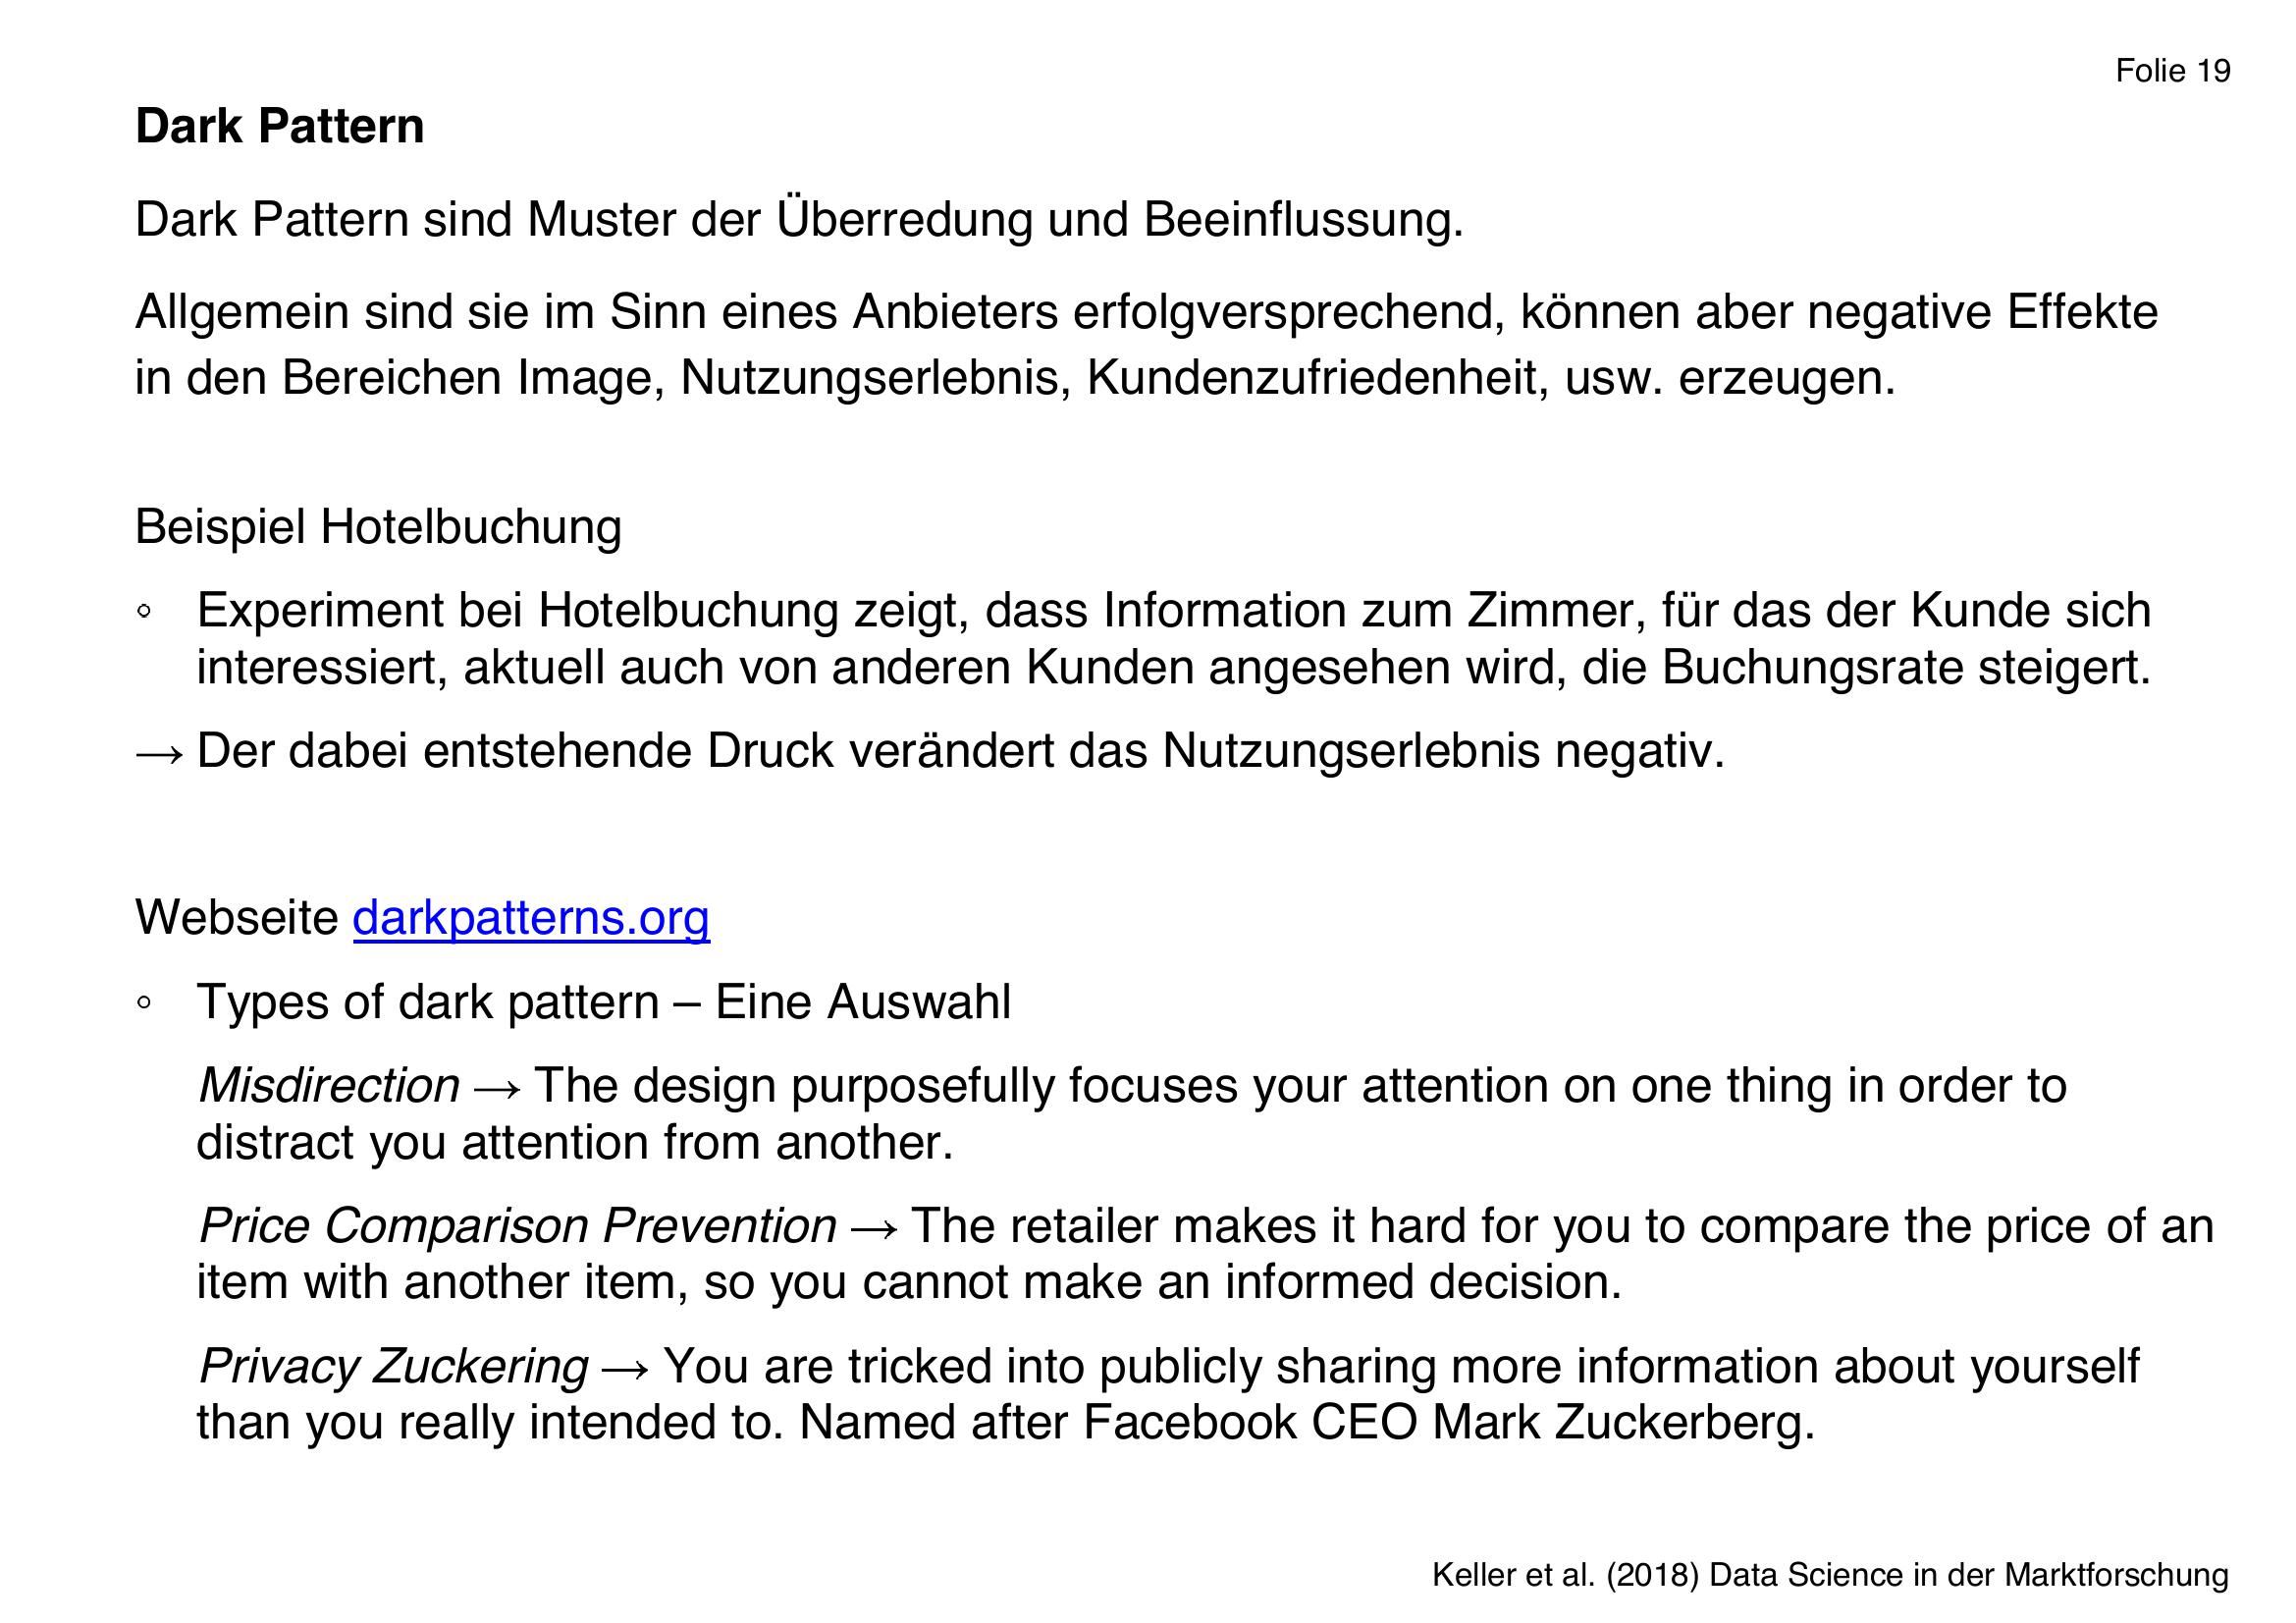 Folie 19
Dark Pattern
Dark Pattern sind Muster der Überredung und Beeinflussung.
Allgemein sind sie im Sinn eines Anbieters erfolgversprechend, können aber negative Effekte
in den Bereichen Image, Nutzungserlebnis, Kundenzufriedenheit, usw. erzeugen.
Beispiel Hotelbuchung
◦ Experiment bei Hotelbuchung zeigt, dass Information zum Zimmer, für das der Kunde sich
interessiert, aktuell auch von anderen Kunden angesehen wird, die Buchungsrate steigert.
→ Der dabei entstehende Druck verändert das Nutzungserlebnis negativ.
Webseite darkpatterns.org
◦ Types of dark pattern – Eine Auswahl
Misdirection → The design purposefully focuses your attention on one thing in order to
distract you attention from another.
Price Comparison Prevention → The retailer makes it hard for you to compare the price of an
item with another item, so you cannot make an informed decision.
Privacy Zuckering → You are tricked into publicly sharing more information about yourself
than you really intended to. Named after Facebook CEO Mark Zuckerberg.
Keller et al. (2018) Data Science in der Marktforschung